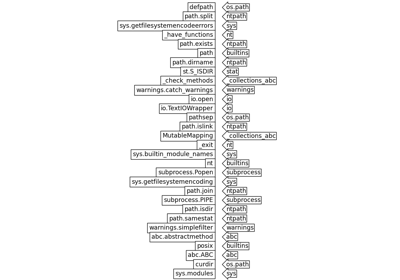 defpath os.path
path.split ntpath
sys.getfilesystemencodeerrors sys
_have_functions nt
path.exists ntpath
path builtins
path.dirname ntpath
st.S_ISDIR stat
_check_methods _collections_abc
warnings.catch_warnings warnings
io.open io
io.TextIOWrapper io
pathsep os.path
path.islink ntpath
MutableMapping _collections_abc
_exit nt
sys.builtin_module_names sys
nt builtins
subprocess.Popen subprocess
sys.getfilesystemencoding sys
path.join ntpath
subprocess.PIPE subprocess
path.isdir ntpath
path.samestat ntpath
warnings.simplefilter warnings
abc.abstractmethod abc
posix builtins
abc.ABC abc
curdir os.path
sys.modules sys